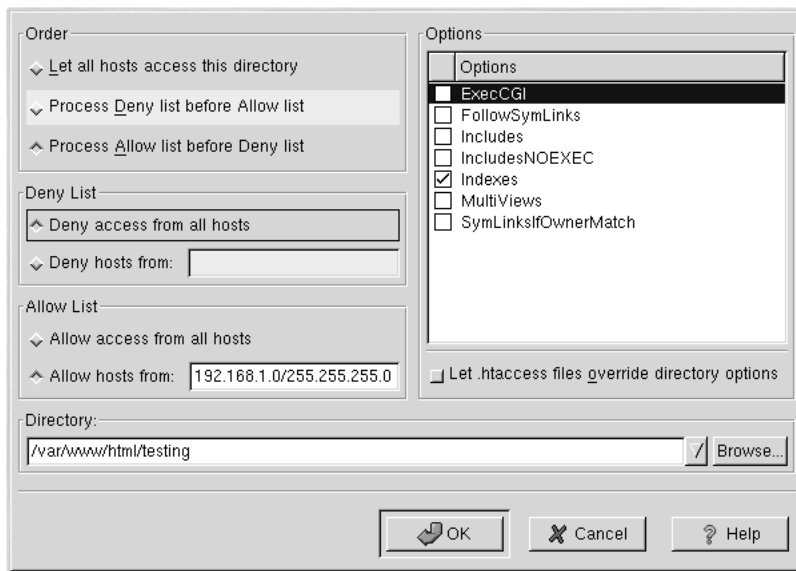 Order
Let all hosts access this directory
Process Deny list before Allow list
Process Allow list before Deny list
Deny List
Deny access from all hosts
Deny hosts from:
Allow List
Allow access from all hosts
Allow hosts from: 192.168.1.0/255.255.255.0
Options
Options
ExecCGI
FollowSymLinks
Includes
IncludesNOEXEC
Indexes
MultiViews
SymLinksIfOwnerMatch
Let .htaccess files override directory options
Directory:
/var/www/html/testing Browse...
OK Cancel Help